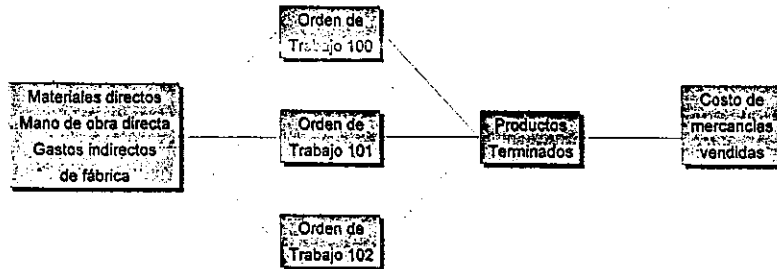 Orden de
Trabajo 100
Materiales directos
Mano de obra directa
Gastos indirectos
de fábrica
Orden de
Trabajo 101
Productos
Terminados
Costo de
mercancías
vendidas
Orden de
Trabajo 102